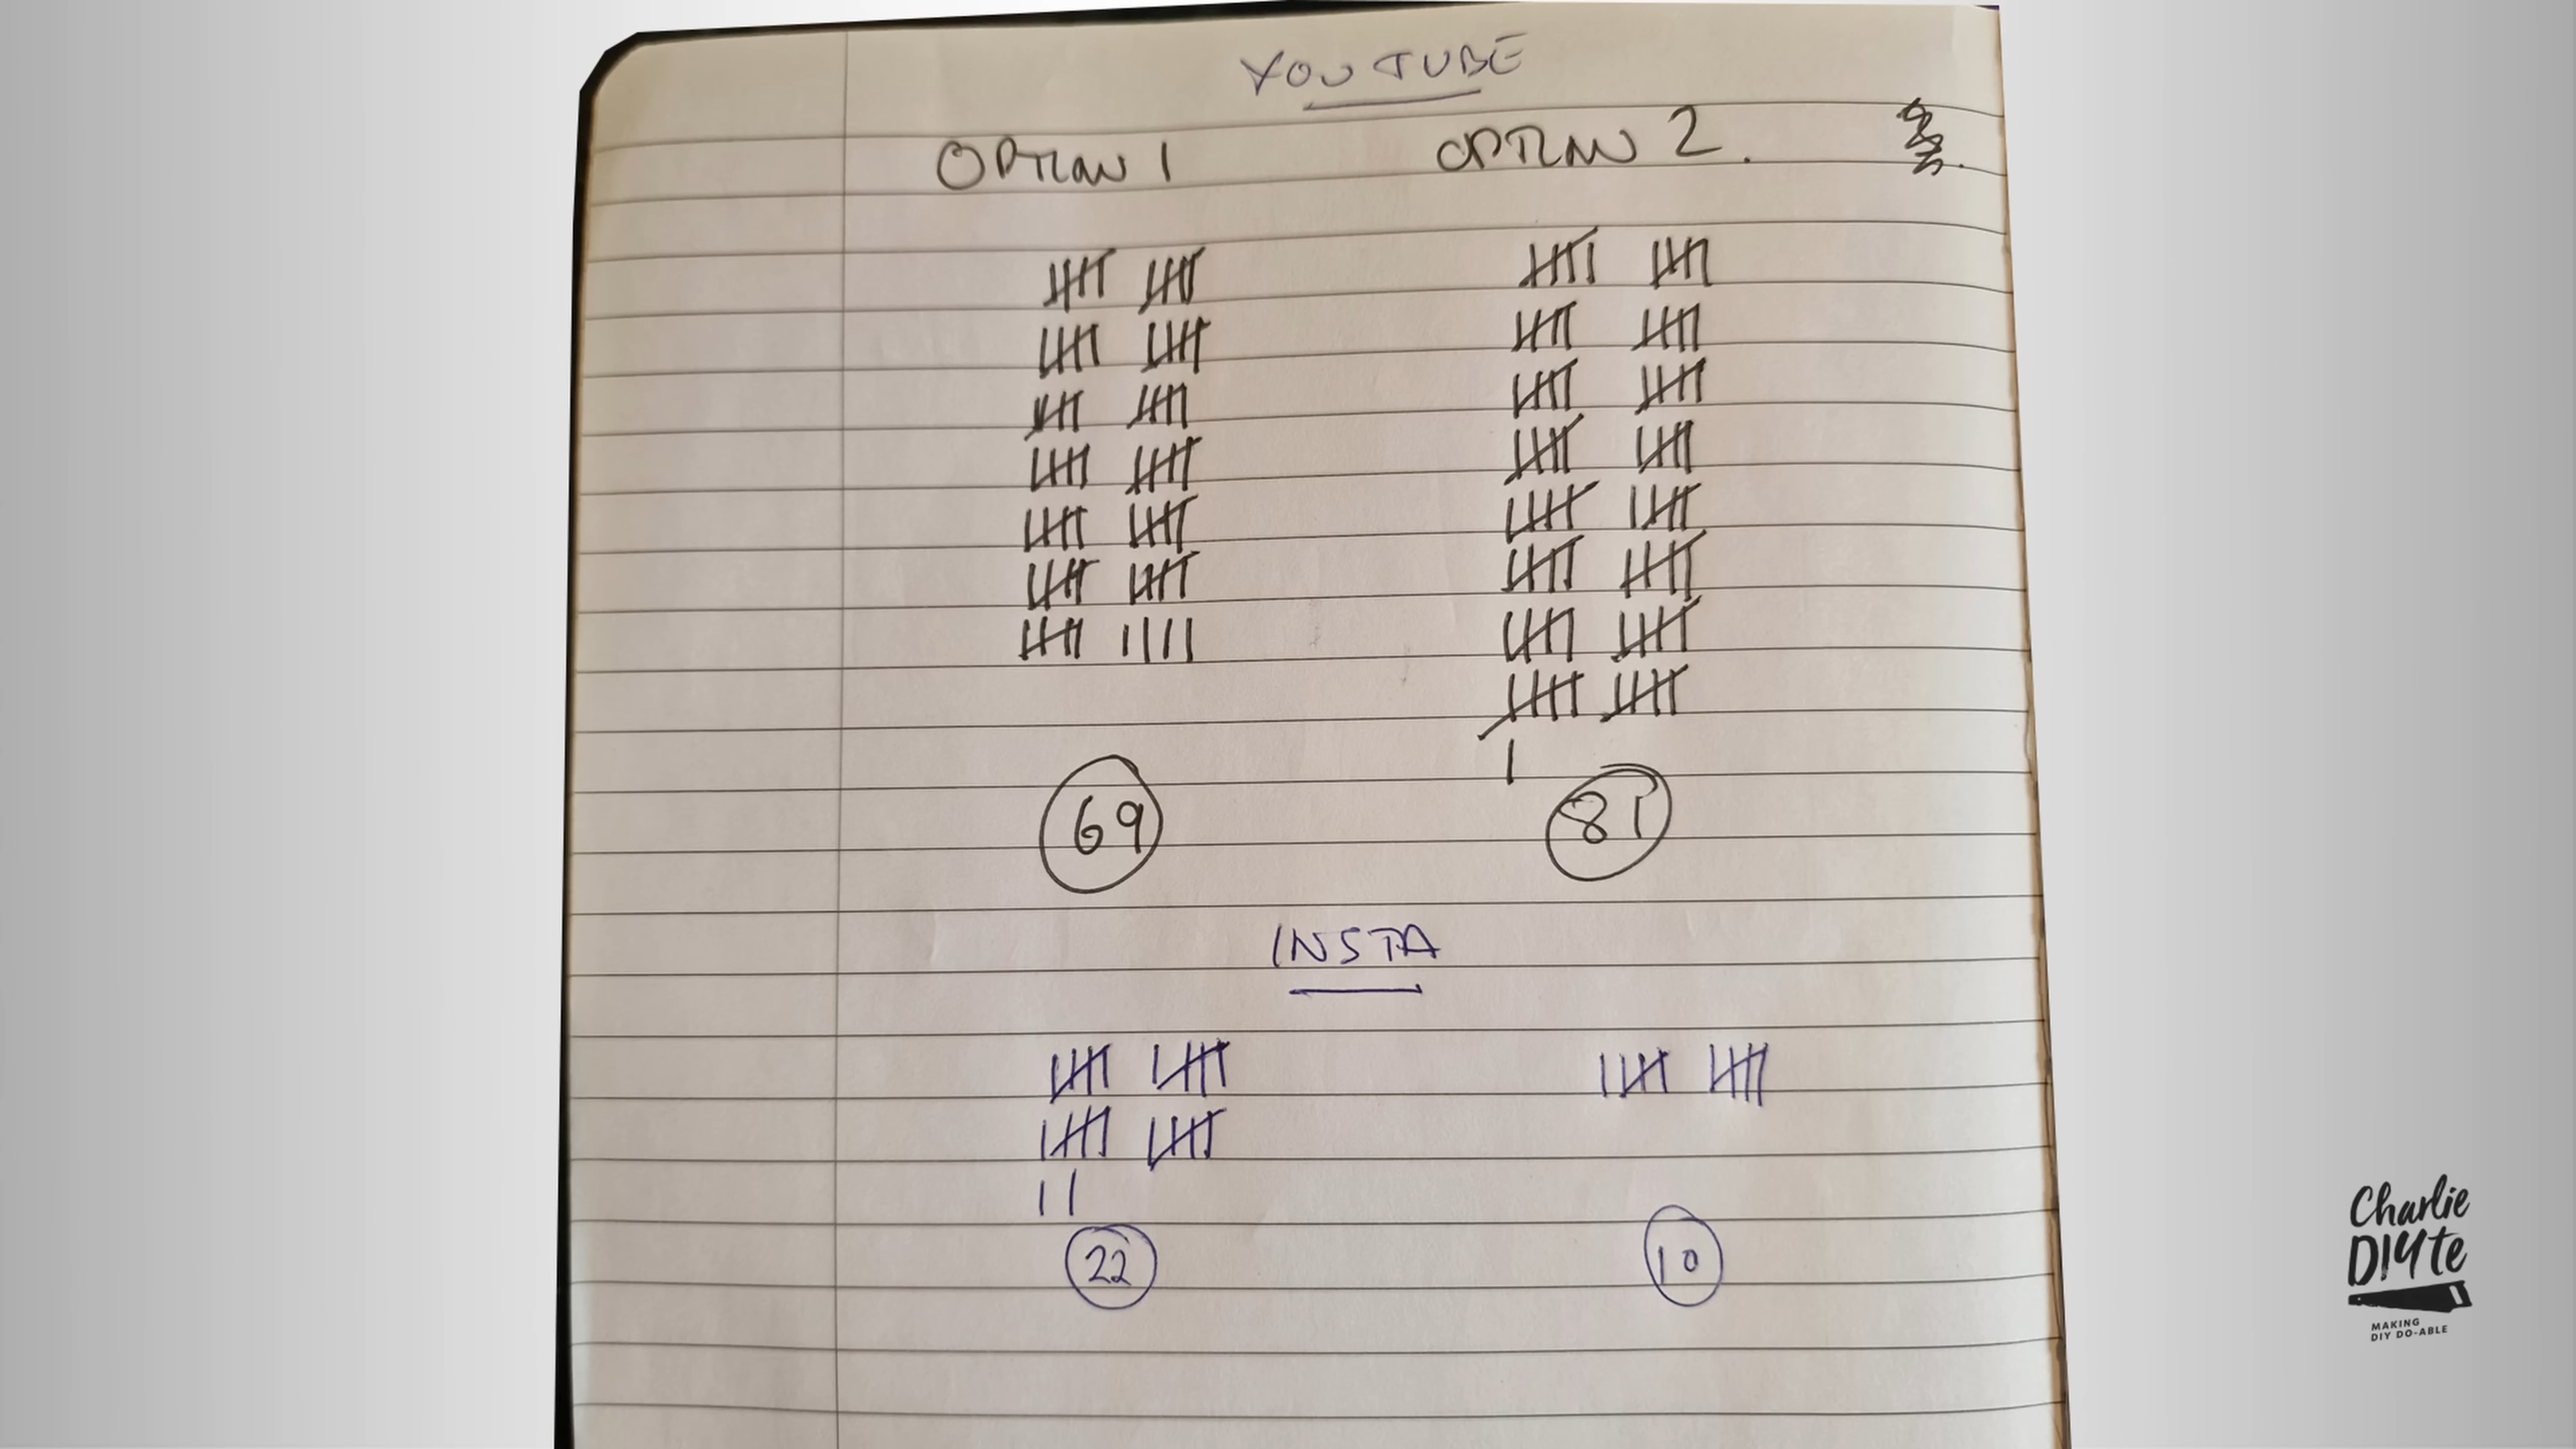 YOUTUBE
OPTION 1 OPTION 2.
69 81
INSTA
22 10
Charlie
DIYte
MAKING
DIY DO-ABLE